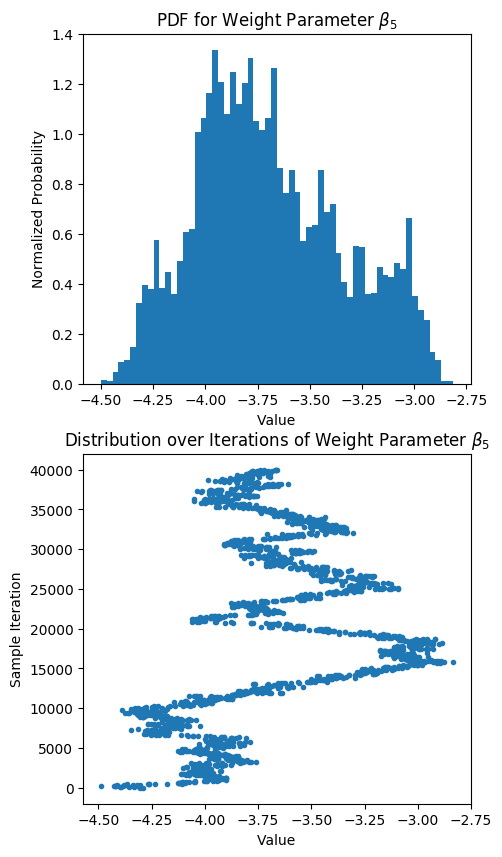 PDF for Weight Parameter β₅
1.4
1.2
1.0
0.8
0.6
0.4
0.2
0.0
Normalized Probability
−4.50 −4.25 −4.00 −3.75 −3.50 −3.25 −3.00 −2.75
Value
Distribution over Iterations of Weight Parameter β₅
40000
35000
30000
25000
20000
15000
10000
5000
0
Sample Iteration
−4.50 −4.25 −4.00 −3.75 −3.50 −3.25 −3.00 −2.75
Value